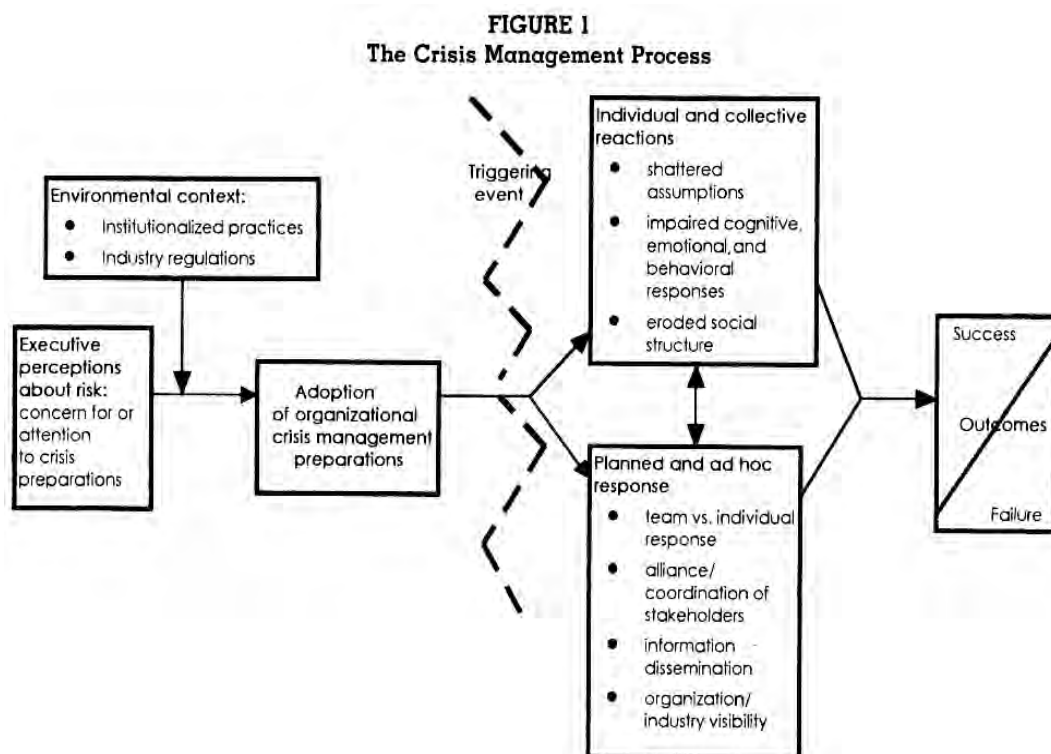 FIGURE 1
The Crisis Management Process
Environmental context:
● Institutionalized practices
● Industry regulations
Executive
perceptions
about risk:
concern for or
attention
to crisis
preparations
Adoption
of organizational
crisis management
preparations
Triggering
event
Individual and collective
reactions
● shattered
assumptions
● impaired cognitive,
emotional, and
behavioral
responses
● eroded social
structure
Planned and ad hoc
response
● team vs. individual
response
● alliance/
coordination of
stakeholders
● information
dissemination
● organization/
industry visibility
Success
Outcomes
Failure